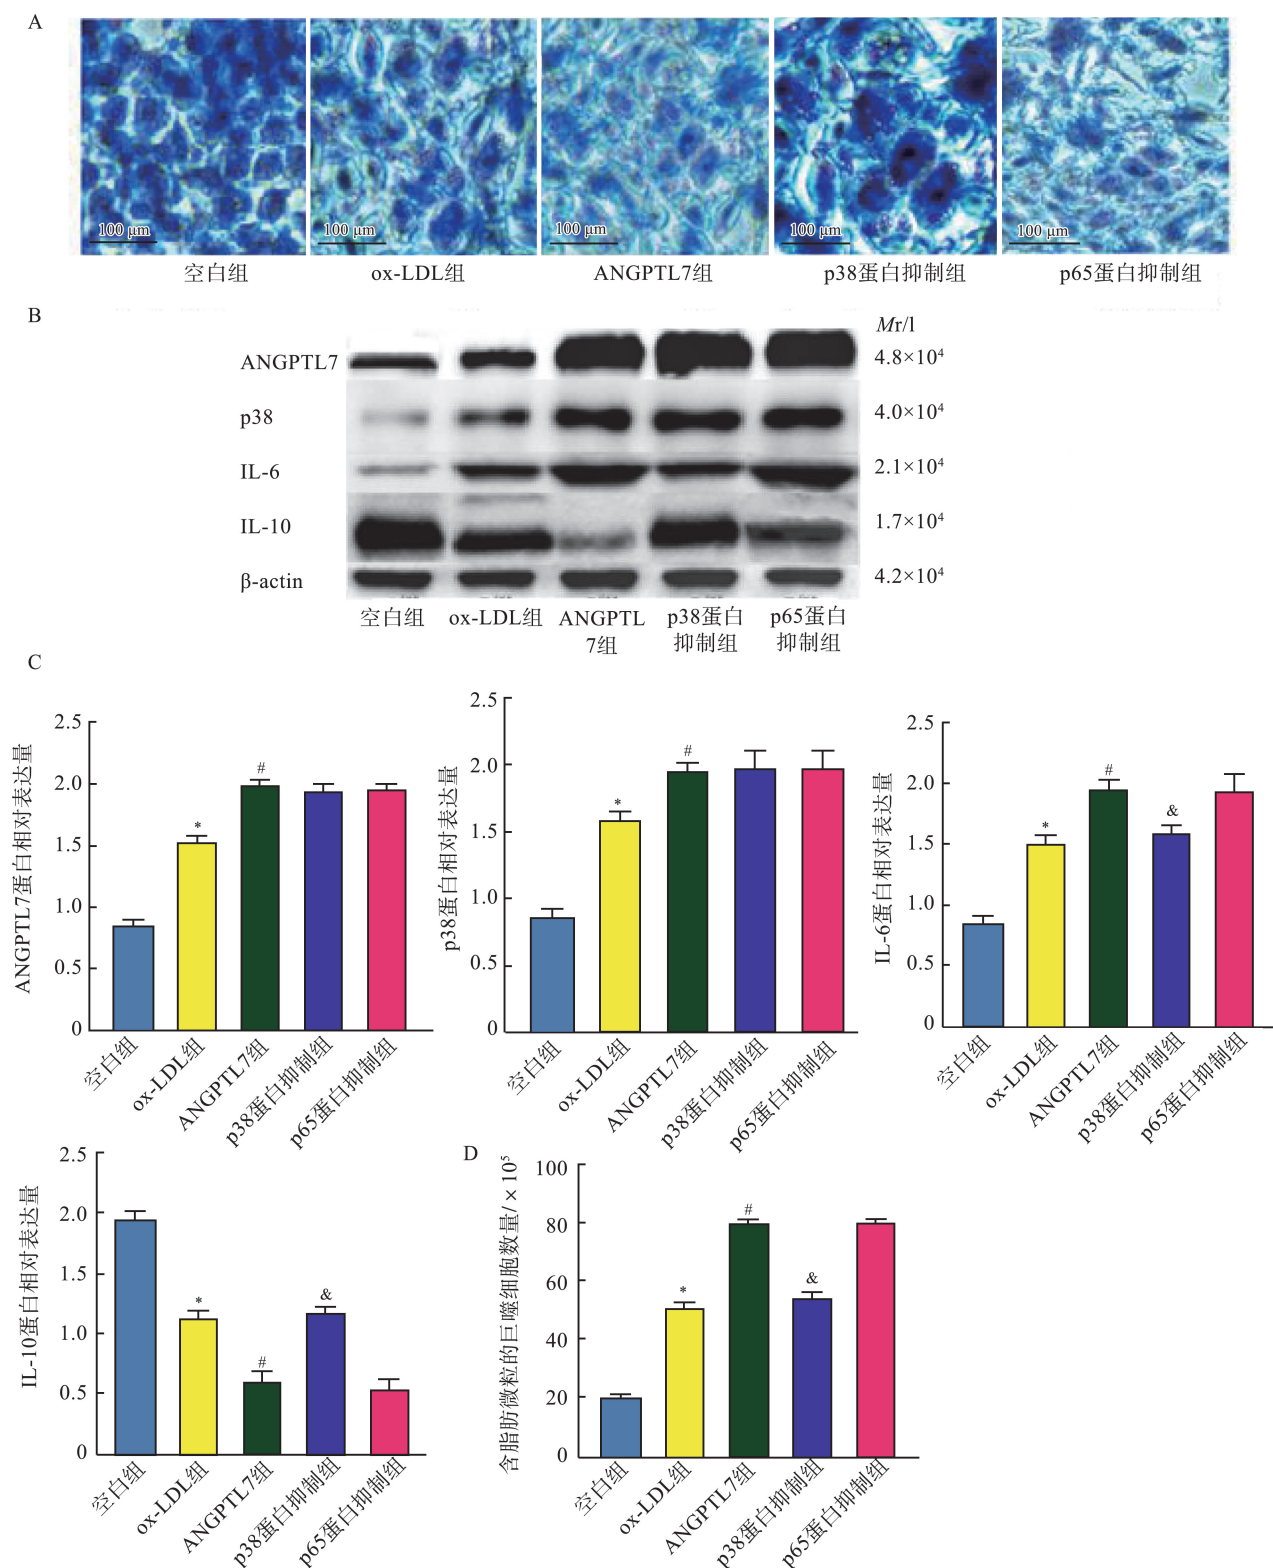 A
100 μm 100 μm 100 μm 100 μm 100 μm
空白组 ox-LDL组 ANGPTL7组 p38蛋白抑制组 p65蛋白抑制组
B
Mr/l
ANGPTL7 4.8×10⁴
p38 4.0×10⁴
IL-6 2.1×10⁴
IL-10 1.7×10⁴
β-actin 4.2×10⁴
空白组 ox-LDL组 ANGPTL p38蛋白 p65蛋白
7组 抑制组 抑制组
C
ANGPTL7蛋白相对表达量
2.5
2.0
1.5
1.0
0.5
0
* #
空白组
ox-LDL组
ANGPTL7组
p38蛋白抑制组
p65蛋白抑制组
p38蛋白相对表达量
2.5
2.0
1.5
1.0
0.5
0
* #
空白组
ox-LDL组
ANGPTL7组
p38蛋白抑制组
p65蛋白抑制组
IL-6蛋白相对表达量
2.5
2.0
1.5
1.0
0.5
0
* # &
空白组
ox-LDL组
ANGPTL7组
p38蛋白抑制组
p65蛋白抑制组
IL-10蛋白相对表达量
2.5
2.0
1.5
1.0
0.5
0
* # &
空白组
ox-LDL组
ANGPTL7组
p38蛋白抑制组
p65蛋白抑制组
D
含脂肪微粒的巨噬细胞数量/×10⁵
100
80
60
40
20
0
* # &
空白组
ox-LDL组
ANGPTL7组
p38蛋白抑制组
p65蛋白抑制组